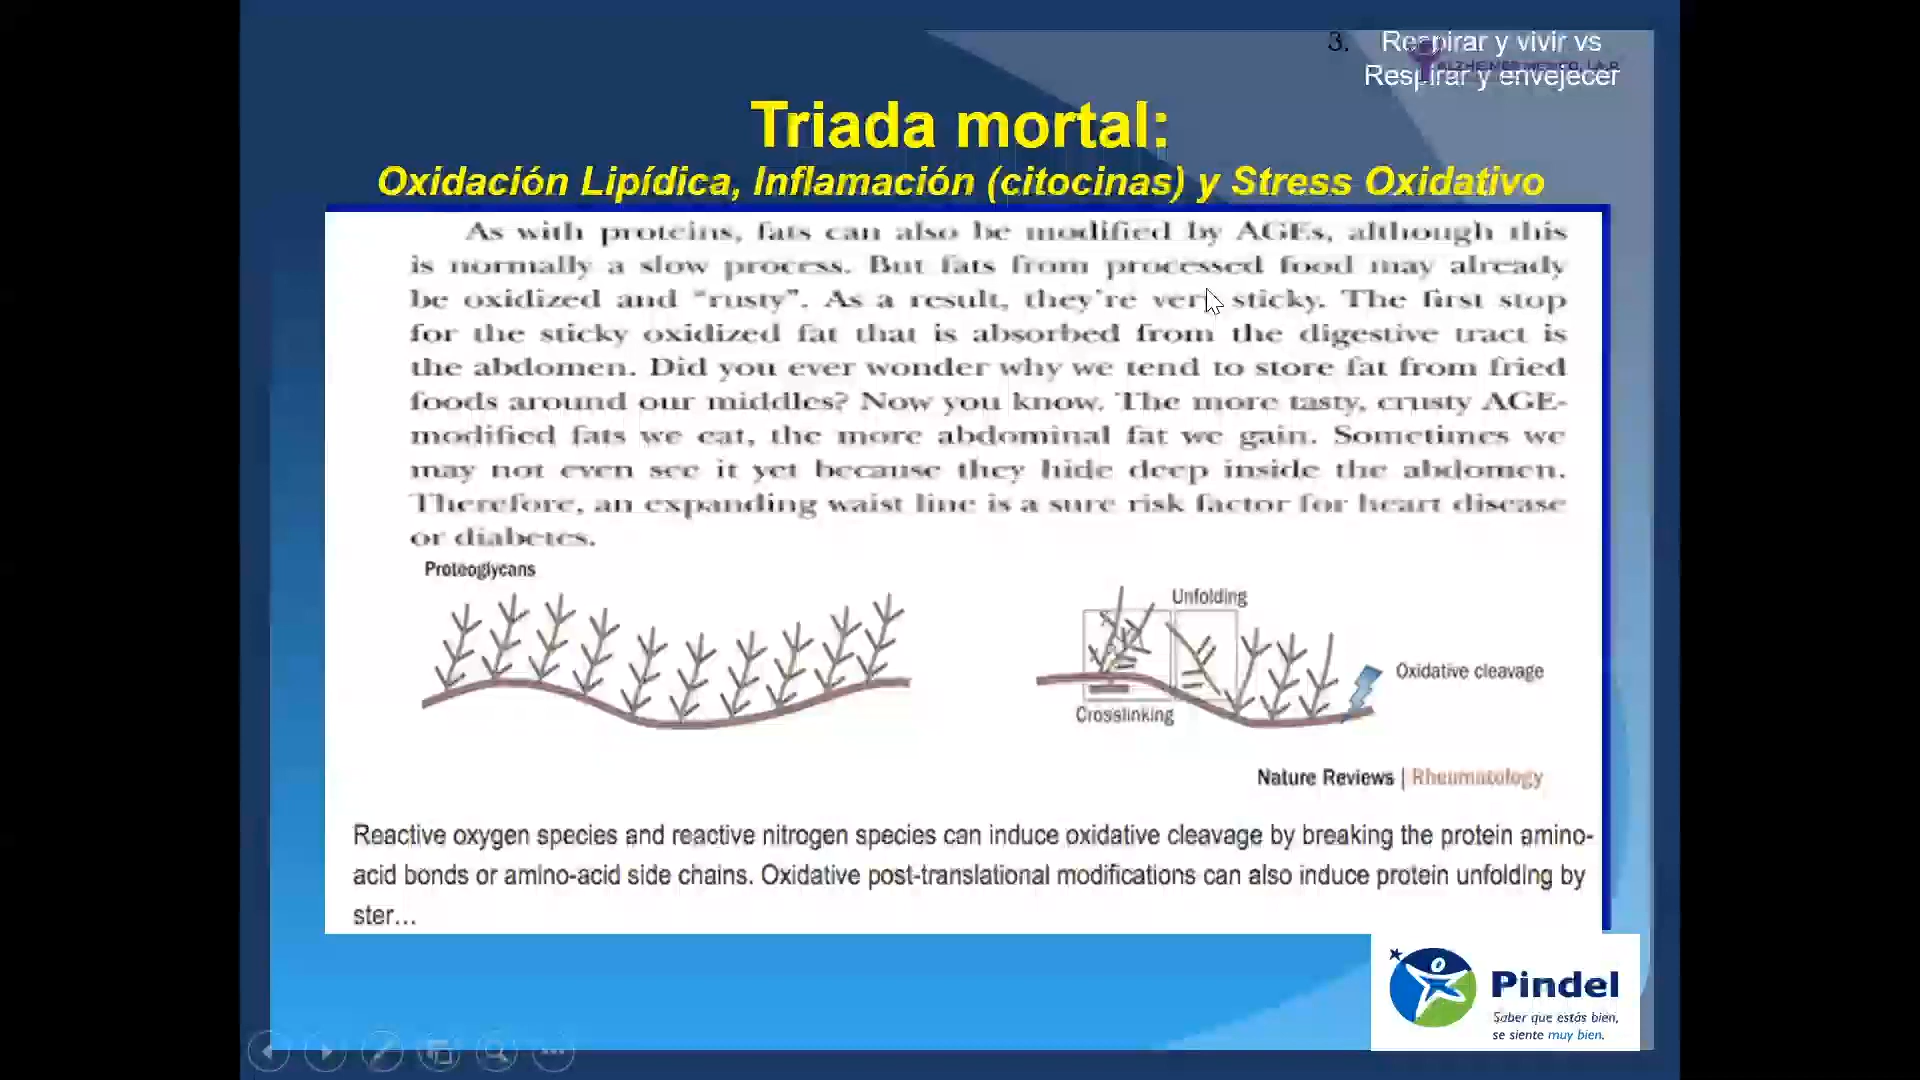 3. Respirar y vivir vs
ALZHEIMER MEXICO, I.A.P.
Respirar y envejecer
Triada mortal:
Oxidación Lipídica, Inflamación (citocinas) y Stress Oxidativo
As with proteins, fats can also be modified by AGEs, although this
is normally a slow process. But fats from processed food may already
be oxidized and “rusty”. As a result, they’re very sticky. The first stop
for the sticky oxidized fat that is absorbed from the digestive tract is
the abdomen. Did you ever wonder why we tend to store fat from fried
foods around our middles? Now you know. The more tasty, crusty AGE-
modified fats we eat, the more abdominal fat we gain. Sometimes we
may not even see it yet because they hide deep inside the abdomen.
Therefore, an expanding waist line is a sure risk factor for heart disease
or diabetes.
Proteoglycans
Unfolding
Oxidative cleavage
Crosslinking
Nature Reviews | Rheumatology
Reactive oxygen species and reactive nitrogen species can induce oxidative cleavage by breaking the protein amino-
acid bonds or amino-acid side chains. Oxidative post-translational modifications can also induce protein unfolding by
ster...
Pindel
Saber que estás bien,
se siente muy bien.